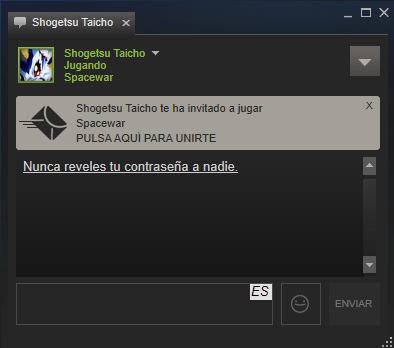 Shogetsu Taicho
Shogetsu Taicho
Jugando
Spacewar
Shogetsu Taicho te ha invitado a jugar
Spacewar
PULSA AQUÌ PARA UNIRTE
X
Nunca reveles tu contraseña a nadie.
ES
ENVIAR